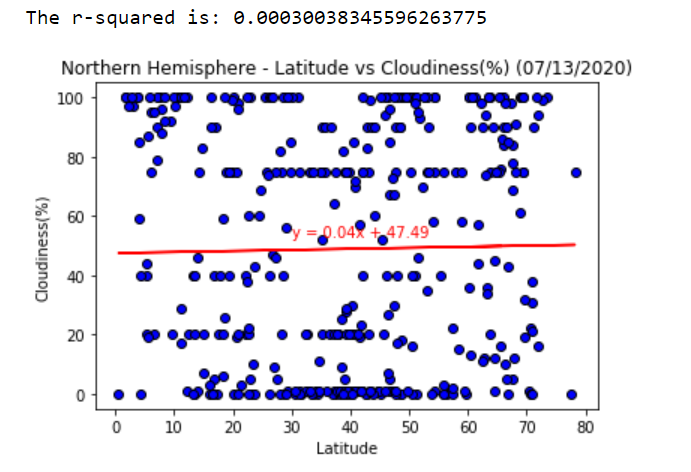 The r-squared is: 0.00030038345596263775
Northern Hemisphere - Latitude vs Cloudiness(%) (07/13/2020)
100
80
60
40
20
0
Cloudiness(%)
y = 0.04x + 47.49
0 10 20 30 40 50 60 70 80
Latitude